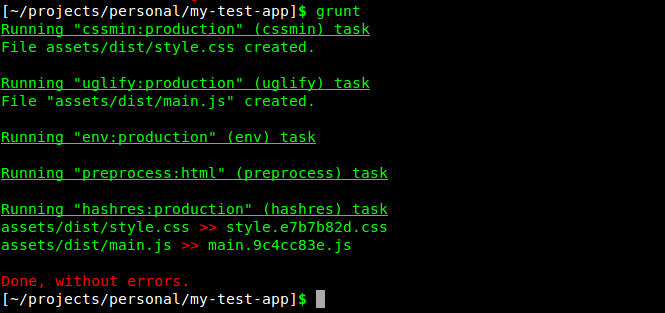 [~/projects/personal/my-test-app]$ grunt
Running "cssmin:production" (cssmin) task
File assets/dist/style.css created.
Running "uglify:production" (uglify) task
File "assets/dist/main.js" created.
Running "env:production" (env) task
Running "preprocess:html" (preprocess) task
Running "hashres:production" (hashres) task
assets/dist/style.css >> style.e7b7b82d.css
assets/dist/main.js >> main.9c4cc83e.js
Done, without errors.
[~/projects/personal/my-test-app]$